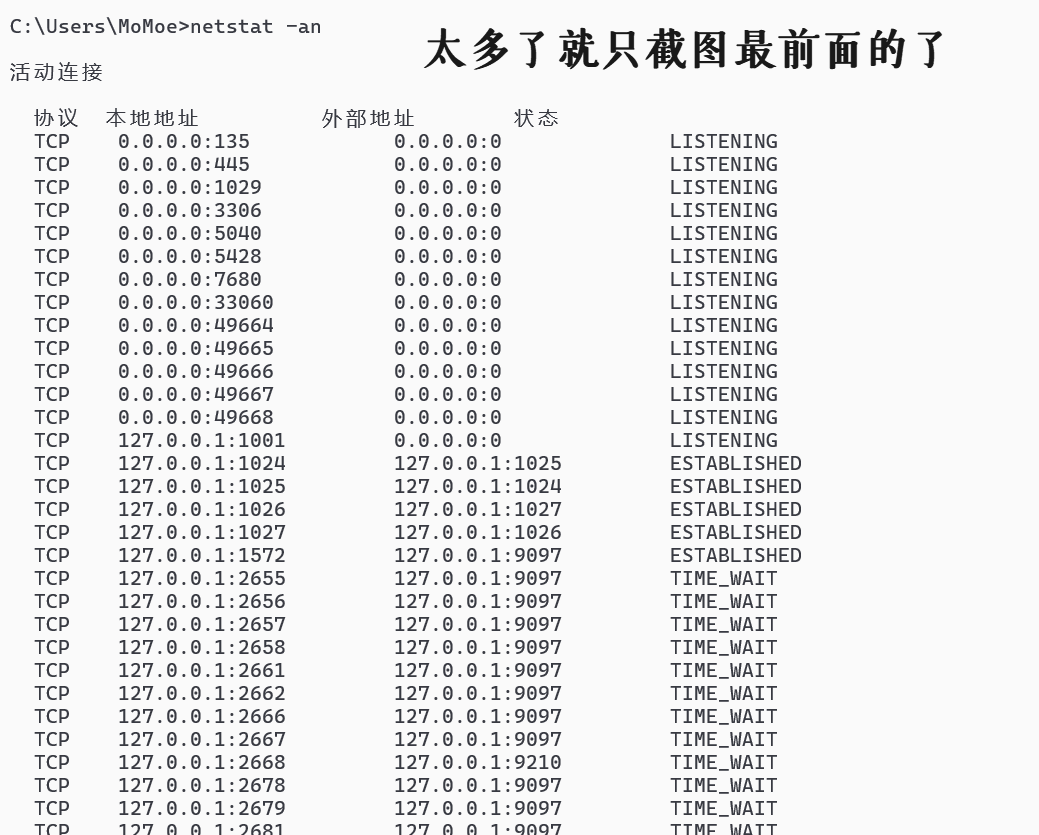 C:\Users\MoMoe>netstat -an
太多了就只截图最前面的了
活动连接
协议 本地地址 外部地址 状态
TCP 0.0.0.0:135 0.0.0.0:0 LISTENING
TCP 0.0.0.0:445 0.0.0.0:0 LISTENING
TCP 0.0.0.0:1029 0.0.0.0:0 LISTENING
TCP 0.0.0.0:3306 0.0.0.0:0 LISTENING
TCP 0.0.0.0:5040 0.0.0.0:0 LISTENING
TCP 0.0.0.0:5428 0.0.0.0:0 LISTENING
TCP 0.0.0.0:7680 0.0.0.0:0 LISTENING
TCP 0.0.0.0:33060 0.0.0.0:0 LISTENING
TCP 0.0.0.0:49664 0.0.0.0:0 LISTENING
TCP 0.0.0.0:49665 0.0.0.0:0 LISTENING
TCP 0.0.0.0:49666 0.0.0.0:0 LISTENING
TCP 0.0.0.0:49667 0.0.0.0:0 LISTENING
TCP 0.0.0.0:49668 0.0.0.0:0 LISTENING
TCP 127.0.0.1:1001 0.0.0.0:0 LISTENING
TCP 127.0.0.1:1024 127.0.0.1:1025 ESTABLISHED
TCP 127.0.0.1:1025 127.0.0.1:1024 ESTABLISHED
TCP 127.0.0.1:1026 127.0.0.1:1027 ESTABLISHED
TCP 127.0.0.1:1027 127.0.0.1:1026 ESTABLISHED
TCP 127.0.0.1:1572 127.0.0.1:9097 ESTABLISHED
TCP 127.0.0.1:2655 127.0.0.1:9097 TIME_WAIT
TCP 127.0.0.1:2656 127.0.0.1:9097 TIME_WAIT
TCP 127.0.0.1:2657 127.0.0.1:9097 TIME_WAIT
TCP 127.0.0.1:2658 127.0.0.1:9097 TIME_WAIT
TCP 127.0.0.1:2661 127.0.0.1:9097 TIME_WAIT
TCP 127.0.0.1:2662 127.0.0.1:9097 TIME_WAIT
TCP 127.0.0.1:2666 127.0.0.1:9097 TIME_WAIT
TCP 127.0.0.1:2667 127.0.0.1:9097 TIME_WAIT
TCP 127.0.0.1:2668 127.0.0.1:9210 TIME_WAIT
TCP 127.0.0.1:2678 127.0.0.1:9097 TIME_WAIT
TCP 127.0.0.1:2679 127.0.0.1:9097 TIME_WAIT
TCP 127.0.0.1:2681 127.0.0.1:9097 TIME_WAIT